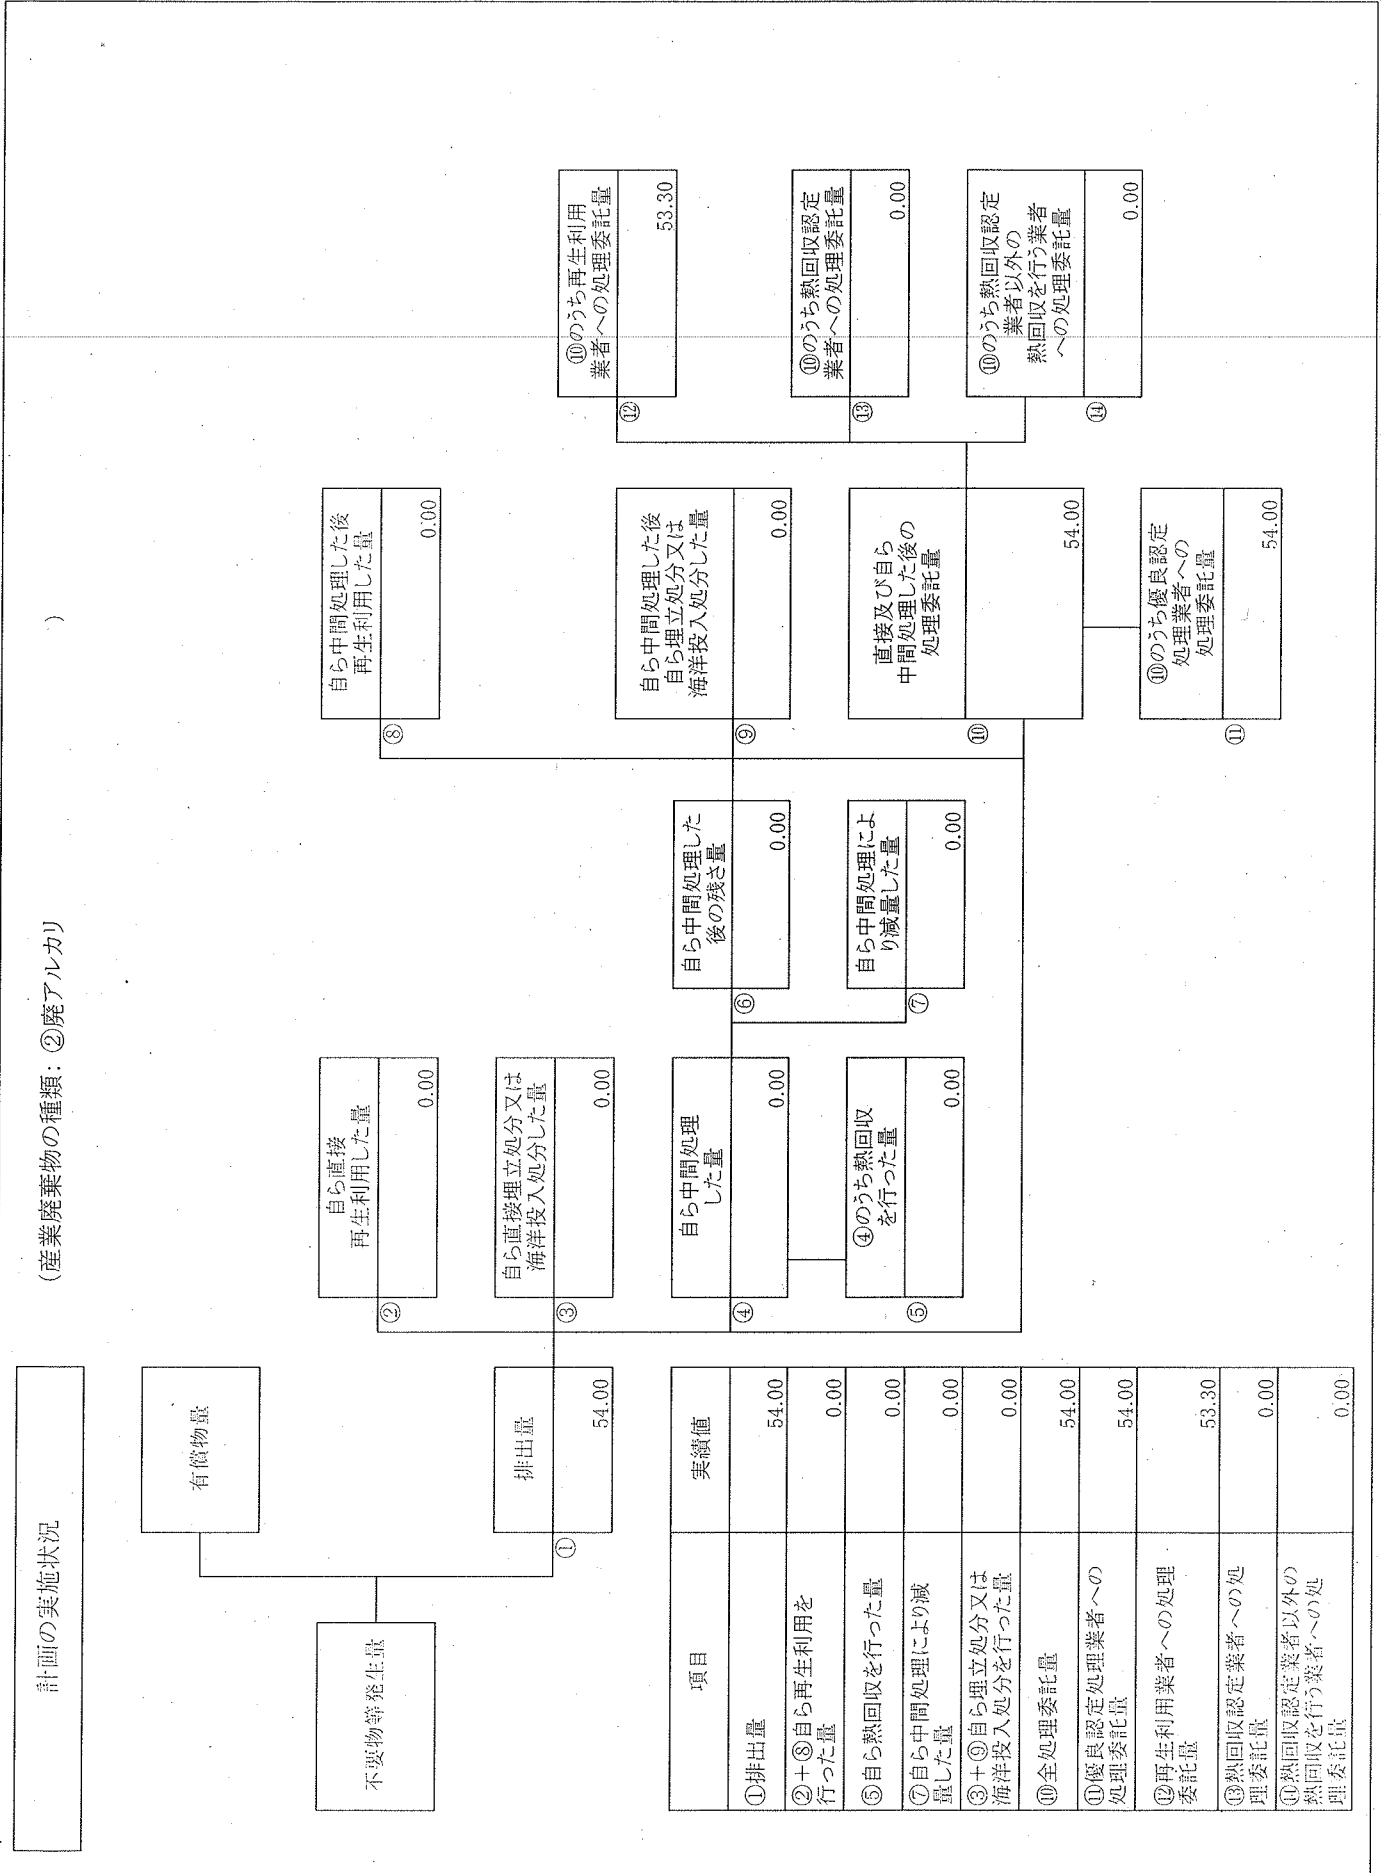 計画の実施状況
(産業廃棄物の種類：②廃アルカリ
)
不要物等発生量
有償物量
①
排出量
54.00
②
自ら直接
再生利用した量
0.00
③
自ら直接埋立処分又は
海洋投入処分した量
0.00
④
自ら中間処理
した量
0.00
⑤
④のうち熱回収
を行った量
0.00
⑥
自ら中間処理した
後の残さ量
0.00
⑦
自ら中間処理によ
り減量した量
0.00
⑧
自ら中間処理した後
再生利用した量
0.00
⑨
自ら中間処理した後
自ら埋立処分又は
海洋投入処分した量
0.00
⑩
直接及び自ら
中間処理した後の
処理委託量
54.00
⑪
⑩のうち優良認定
処理業者への
処理委託量
54.00
⑫
⑩のうち再生利用
業者への処理委託量
53.30
⑬
⑩のうち熱回収認定
業者への処理委託量
0.00
⑭
⑩のうち熱回収認定
業者以外の
熱回収を行う業者
への処理委託量
0.00
項目
実績値
①排出量
54.00
②＋⑧自ら再生利用を
行った量
0.00
⑤自ら熱回収を行った量
0.00
⑦自ら中間処理により減
量した量
0.00
③＋⑨自ら埋立処分又は
海洋投入処分を行った量
0.00
⑩全処理委託量
54.00
⑪優良認定処理業者への
処理委託量
54.00
⑫再生利用業者への処理
委託量
53.30
⑬熱回収認定業者への処
理委託量
0.00
⑭熱回収認定業者以外の
熱回収を行う業者への処
理委託量
0.00